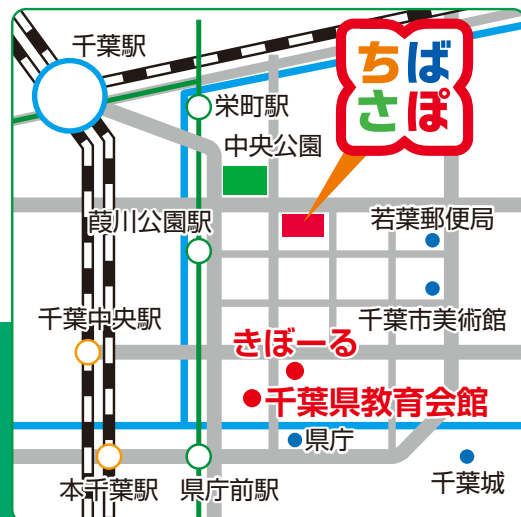 千葉駅
ちば
さぽ
栄町駅
中央公園
葭川公園駅
若葉郵便局
千葉中央駅
千葉市美術館
きぼーる
千葉県教育会館
県庁
本千葉駅
県庁前駅
千葉城